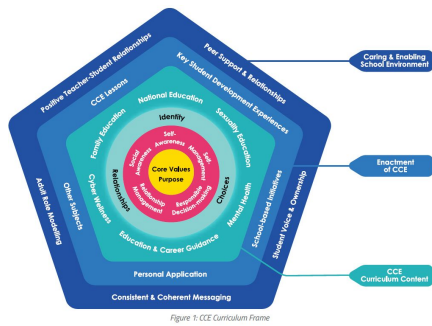 Positive Teacher-Student Relationships
Peer Support & Relationships
CCE Lessons
Key Student Development Experiences
National Education
Family Education
Sexuality Education
Identity
Self-
Awareness
Social
Awareness
Self-
Management
Core Values
Purpose
Relationship
Management
Responsible
Decision-making
Relationships
Choices
Cyber Wellness
Mental Health
Education & Career Guidance
Other Subjects
School-based Initiatives
Personal Application
Adult Role Modelling
Student Voice & Ownership
Consistent & Coherent Messaging
Caring & Enabling
School Environment
Enactment
of CCE
CCE
Curriculum Content
Figure 1: CCE Curriculum Frame